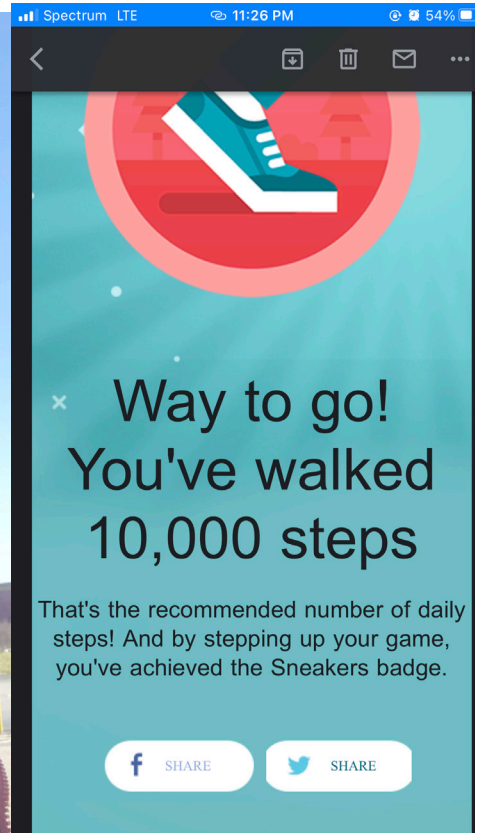 Spectrum LTE 11:26 PM 54%
Way to go!
You've walked
10,000 steps
That's the recommended number of daily
steps! And by stepping up your game,
you've achieved the Sneakers badge.
f SHARE SHARE